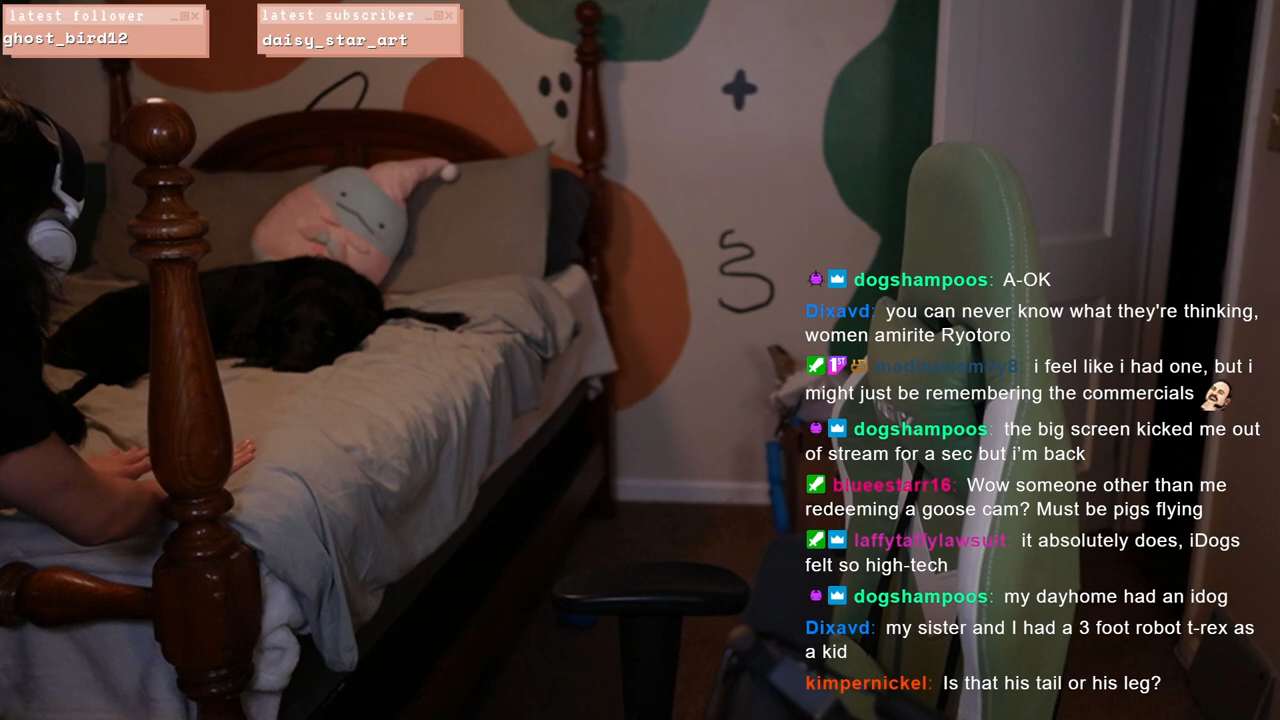 latest follower
ghost_bird12
latest subscriber
daisy_star_art
dogshampoos: A-OK
Dixavd: you can never know what they're thinking,
women amirite Ryotoro
i feel like i had one, but i
might just be remembering the commercials
dogshampoos: the big screen kicked me out
of stream for a sec but i'm back
blueestarr16: Wow someone other than me
redeeming a goose cam? Must be pigs flying
laffytaffylawsuit: it absolutely does, iDogs
felt so high-tech
dogshampoos: my dayhome had an idog
Dixavd: my sister and I had a 3 foot robot t-rex as
a kid
kimpernickel: Is that his tail or his leg?